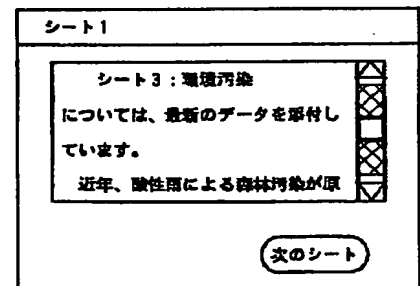 シート1
シート3:環境汚染
については、最新のデータを添付し
ています。
近年、酸性雨による森林汚染が原
次のシート